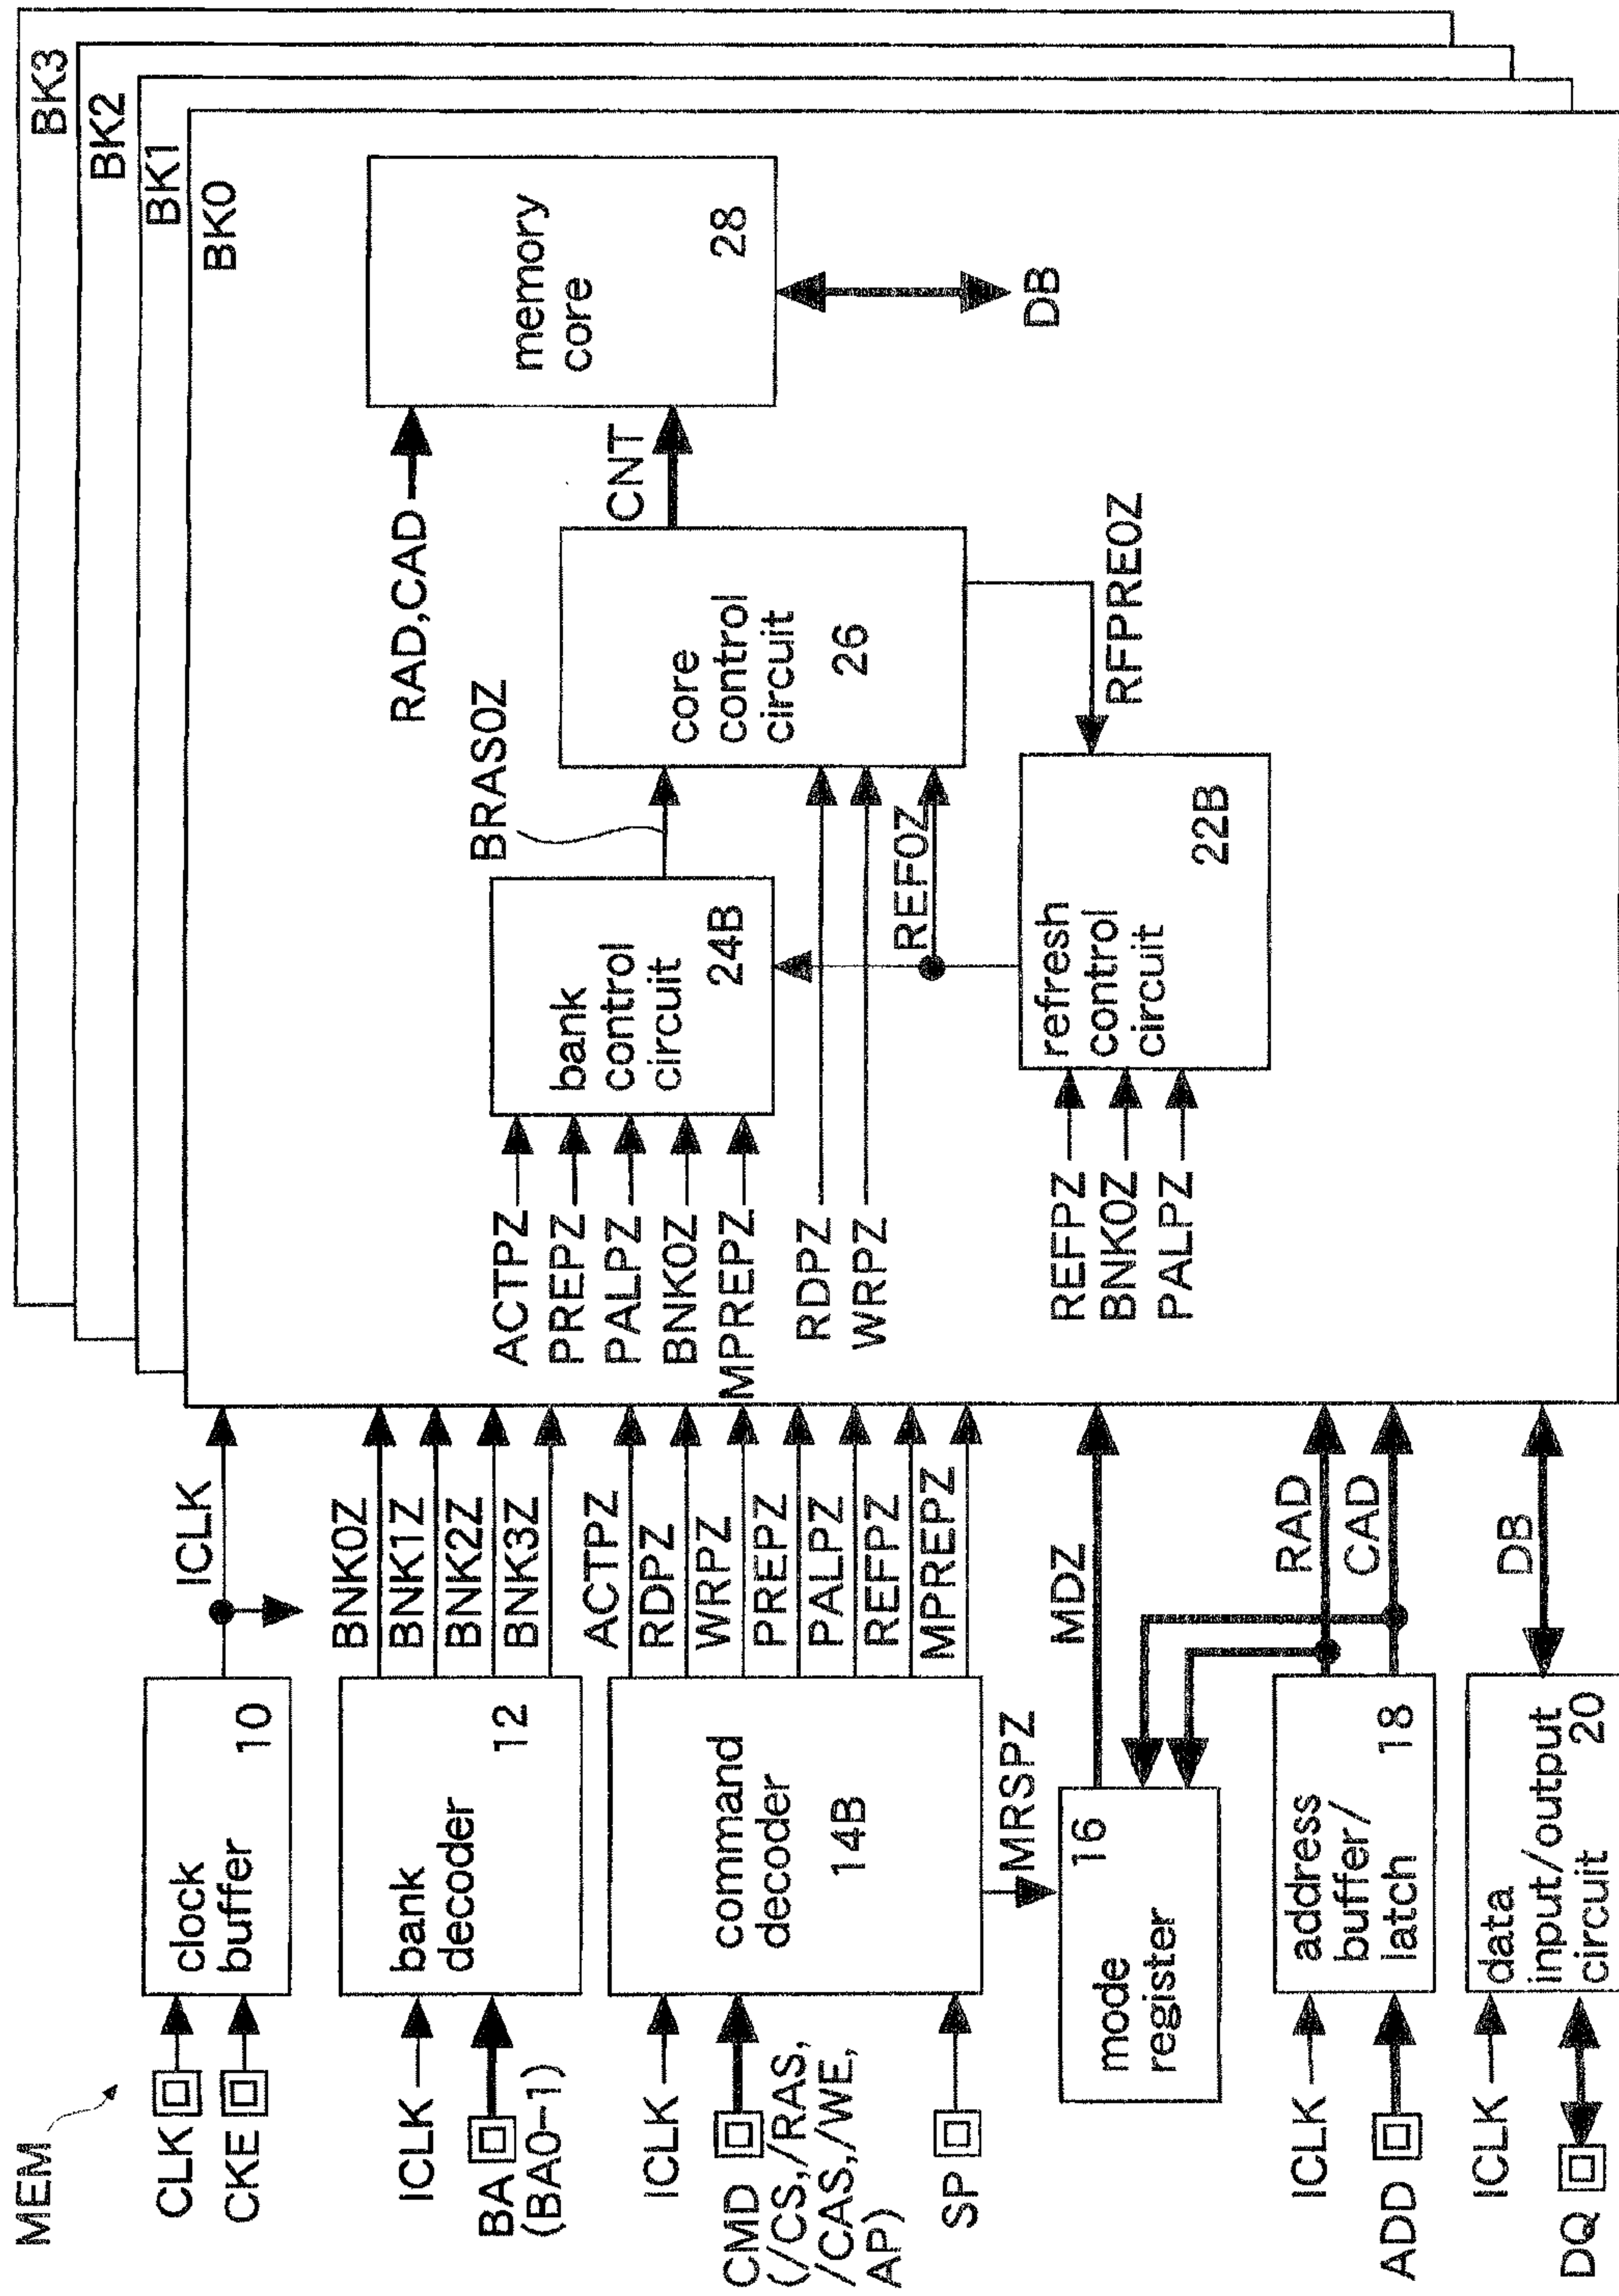 MEM
CLK
CKE
clock
buffer
10
ICLK
ICLK
BA
(BA0-1)
bank
decoder
12
BNK0Z
BNK1Z
BNK2Z
BNK3Z
ICLK
CMD
(/CS,/RAS,
/CAS,/WE,
AP)
SP
command
decoder
14B
ACTPZ
RDPZ
WRPZ
PREPZ
PALPZ
REFPZ
MPREPZ
MRSPZ
mode
register
16
MDZ
ICLK
ADD
address
buffer/
latch
18
RAD
CAD
ICLK
DQ
data
input/output
circuit
20
DB
BK3
BK2
BK1
BK0
ACTPZ
PREPZ
PALPZ
BNK0Z
MPREPZ
RDPZ
WRPZ
bank
control
circuit
24B
BRAS0Z
REFPZ
BNK0Z
PALPZ
refresh
control
circuit
22B
REF0Z
core
control
circuit
26
RFPRE0Z
CNT
RAD,CAD
memory
core
28
DB